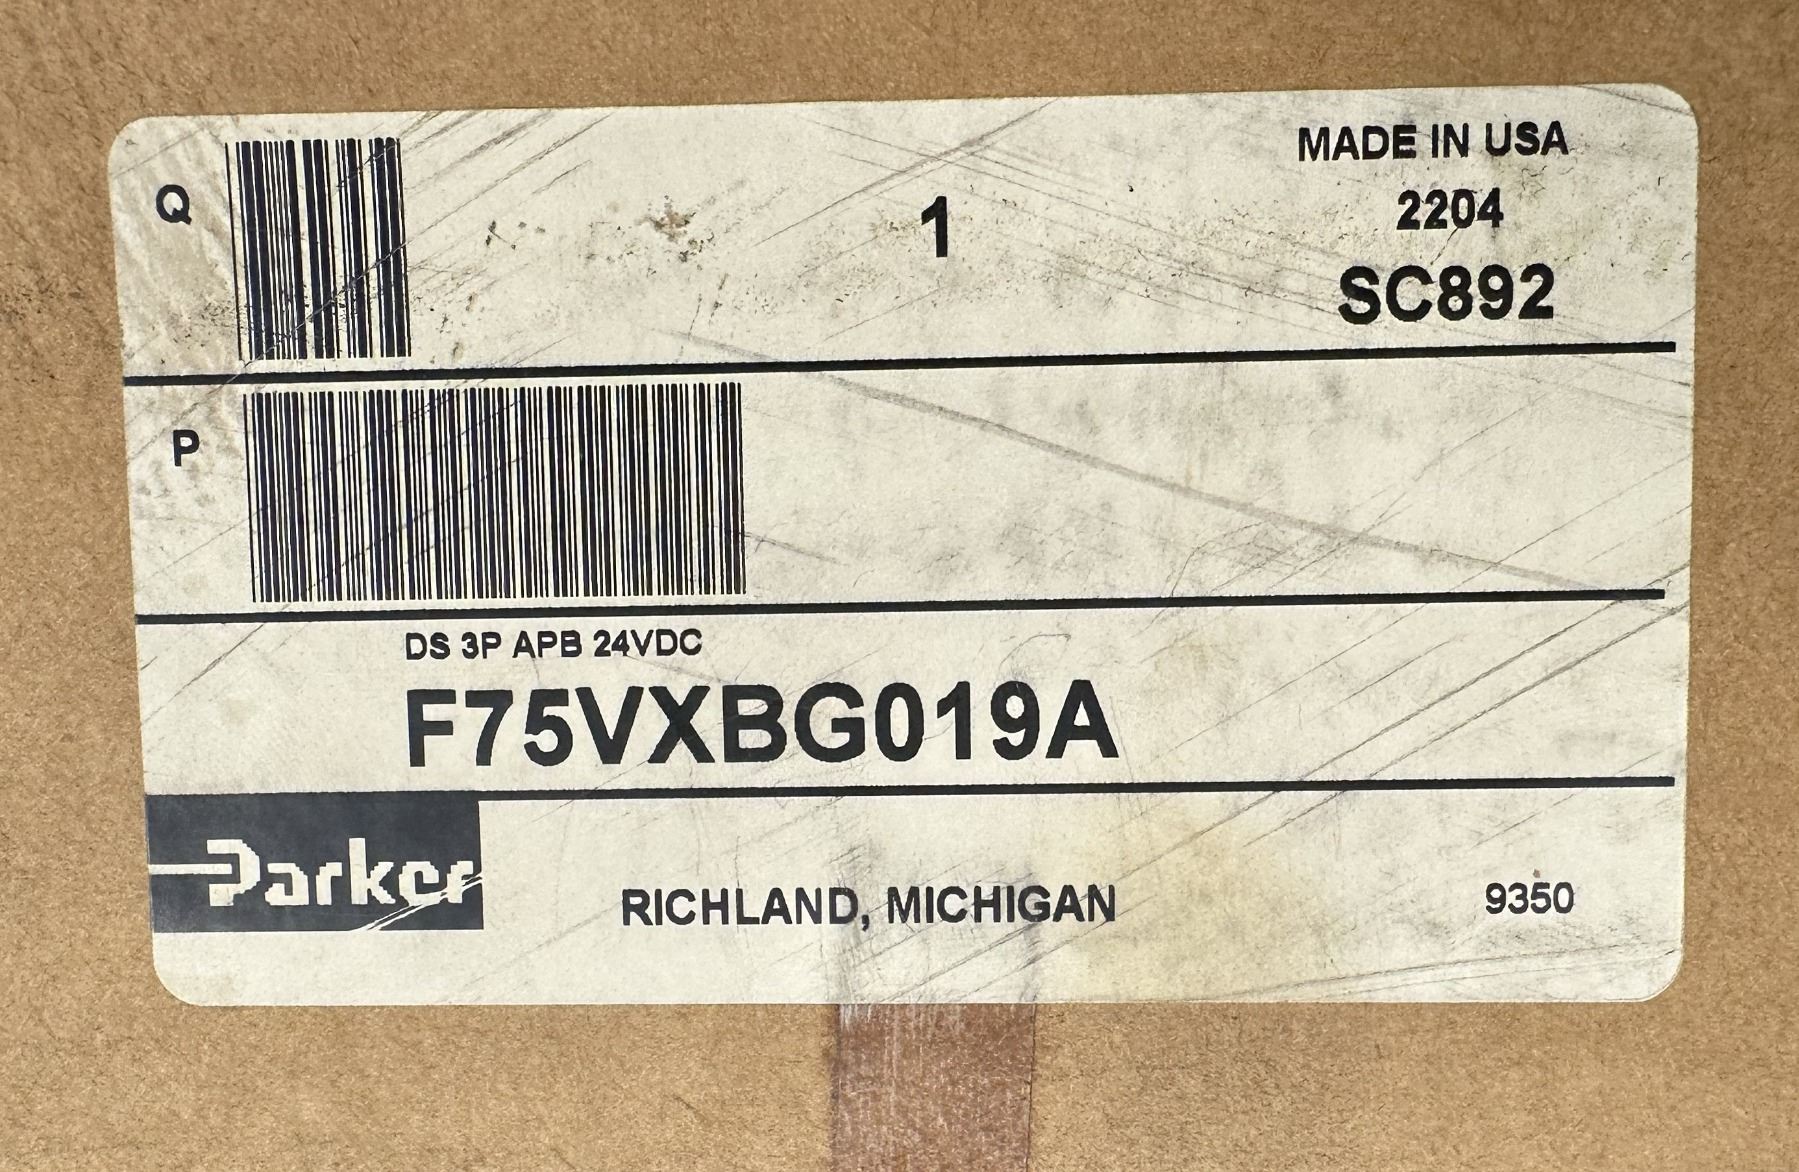 Q
1
MADE IN USA
2204
SC892
P
DS 3P APB 24VDC
F75VXBG019A
Parker
RICHLAND, MICHIGAN
9350